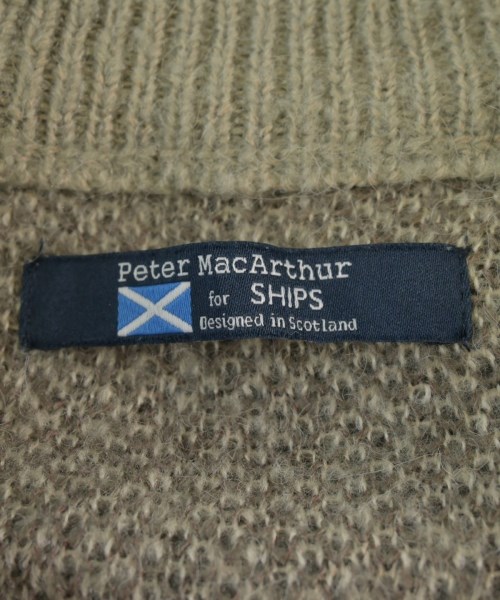 Peter MacArthur
for SHIPS
Designed in Scotland